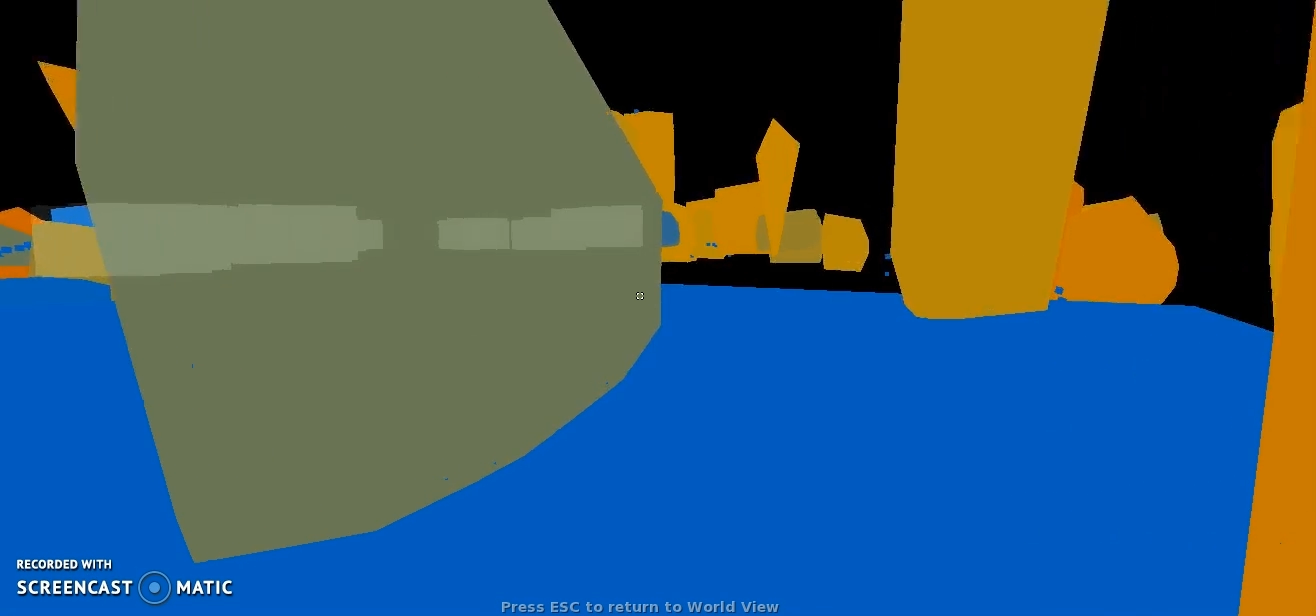 RECORDED WITH
SCREENCAST MATIC
Press ESC to return to World View